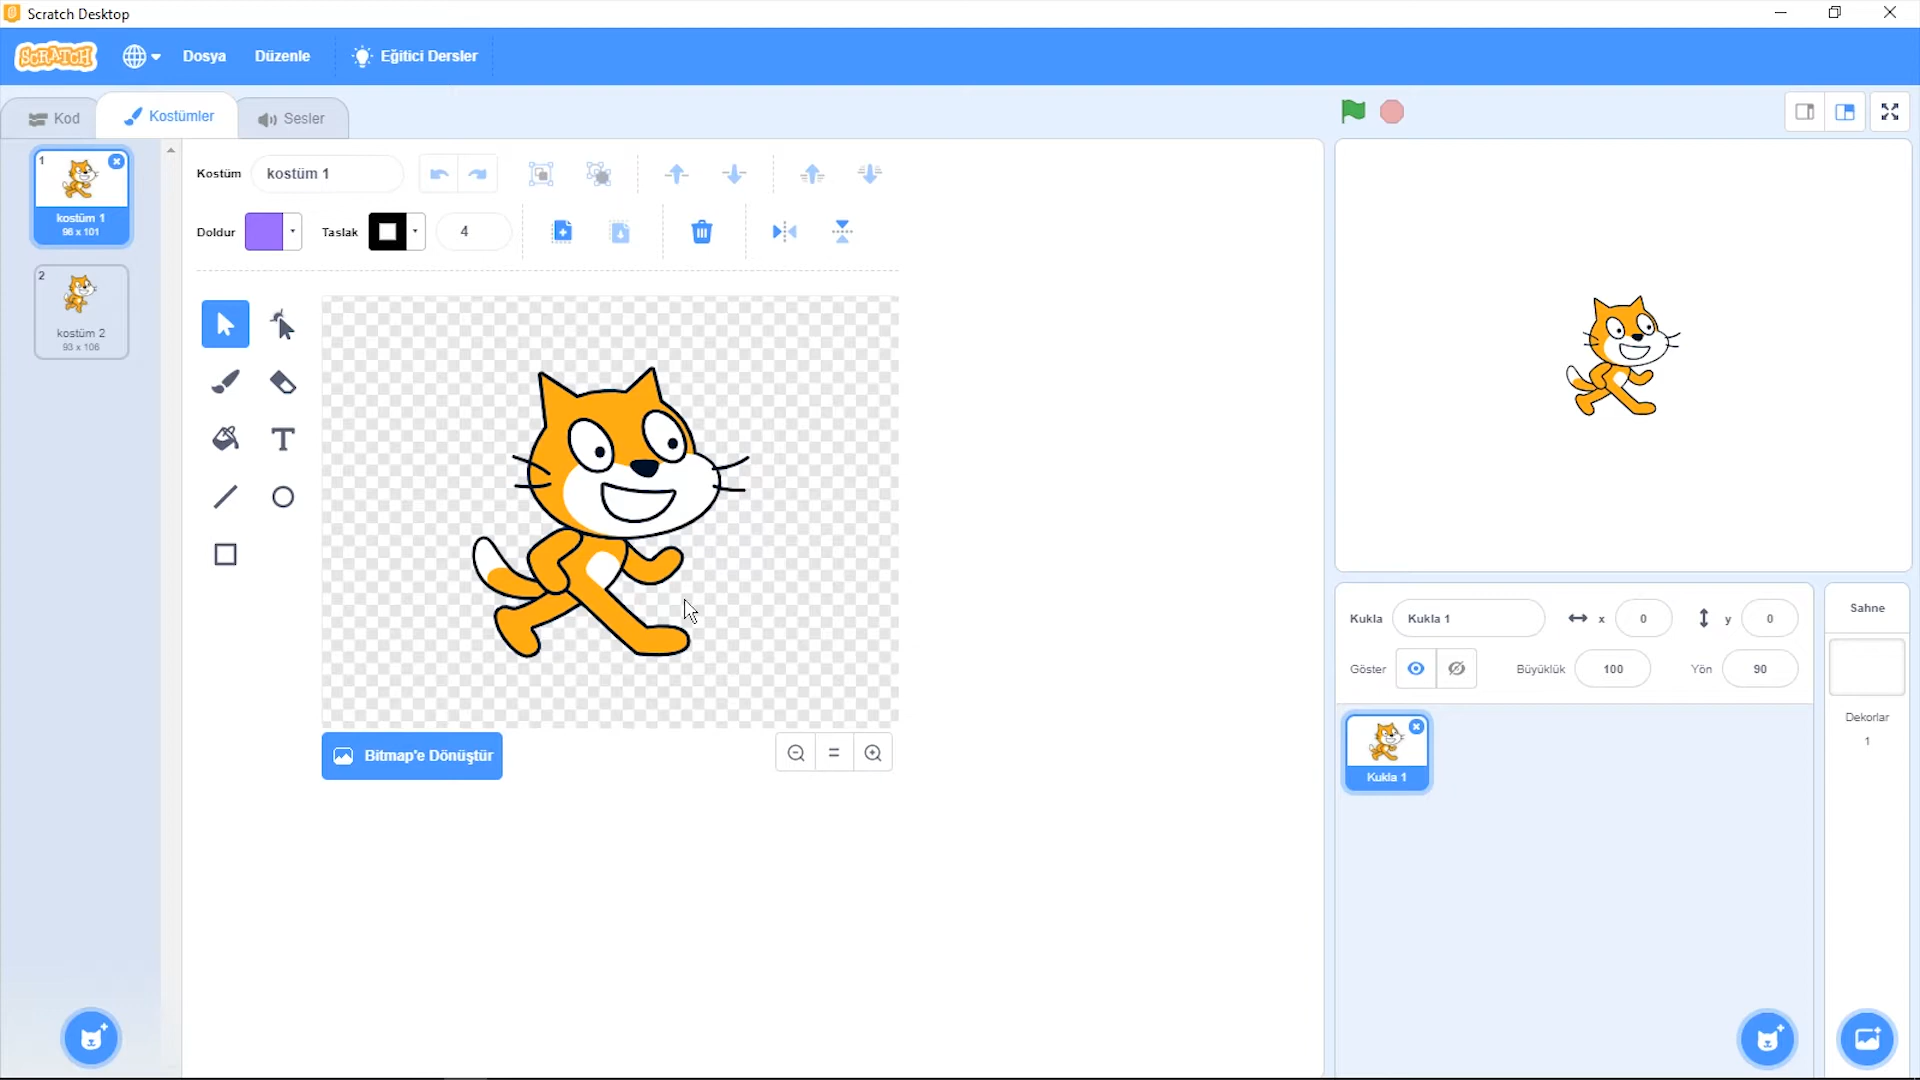 Scratch Desktop
SCRATCH
Dosya
Düzenle
Eğitici Dersler
Kod
Kostümler
Sesler
Kostüm
kostüm 1
Doldur
Taslak
4
1
kostüm 1
96 x 101
2
kostüm 2
93 x 106
Bitmap'e Dönüştür
Kukla
Kukla 1
x
0
y
0
Göster
Büyüklük
100
Yön
90
Kukla 1
Sahne
Dekorlar
1